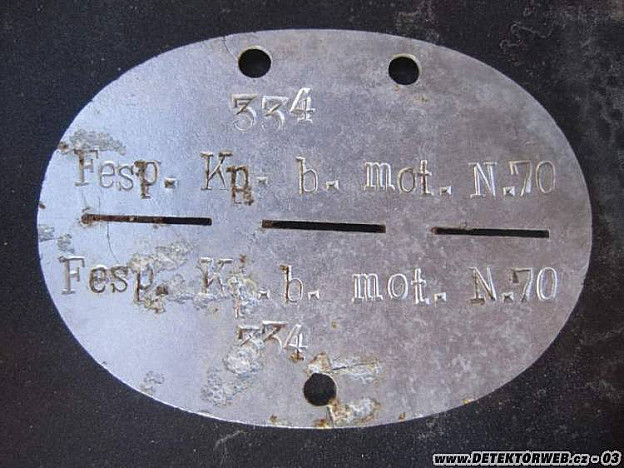 334
Fesp. Kp. b. mot. N.70
Fesp. Kp. b. mot. N.70
334
www.DETEKTORWEB.cz - 03